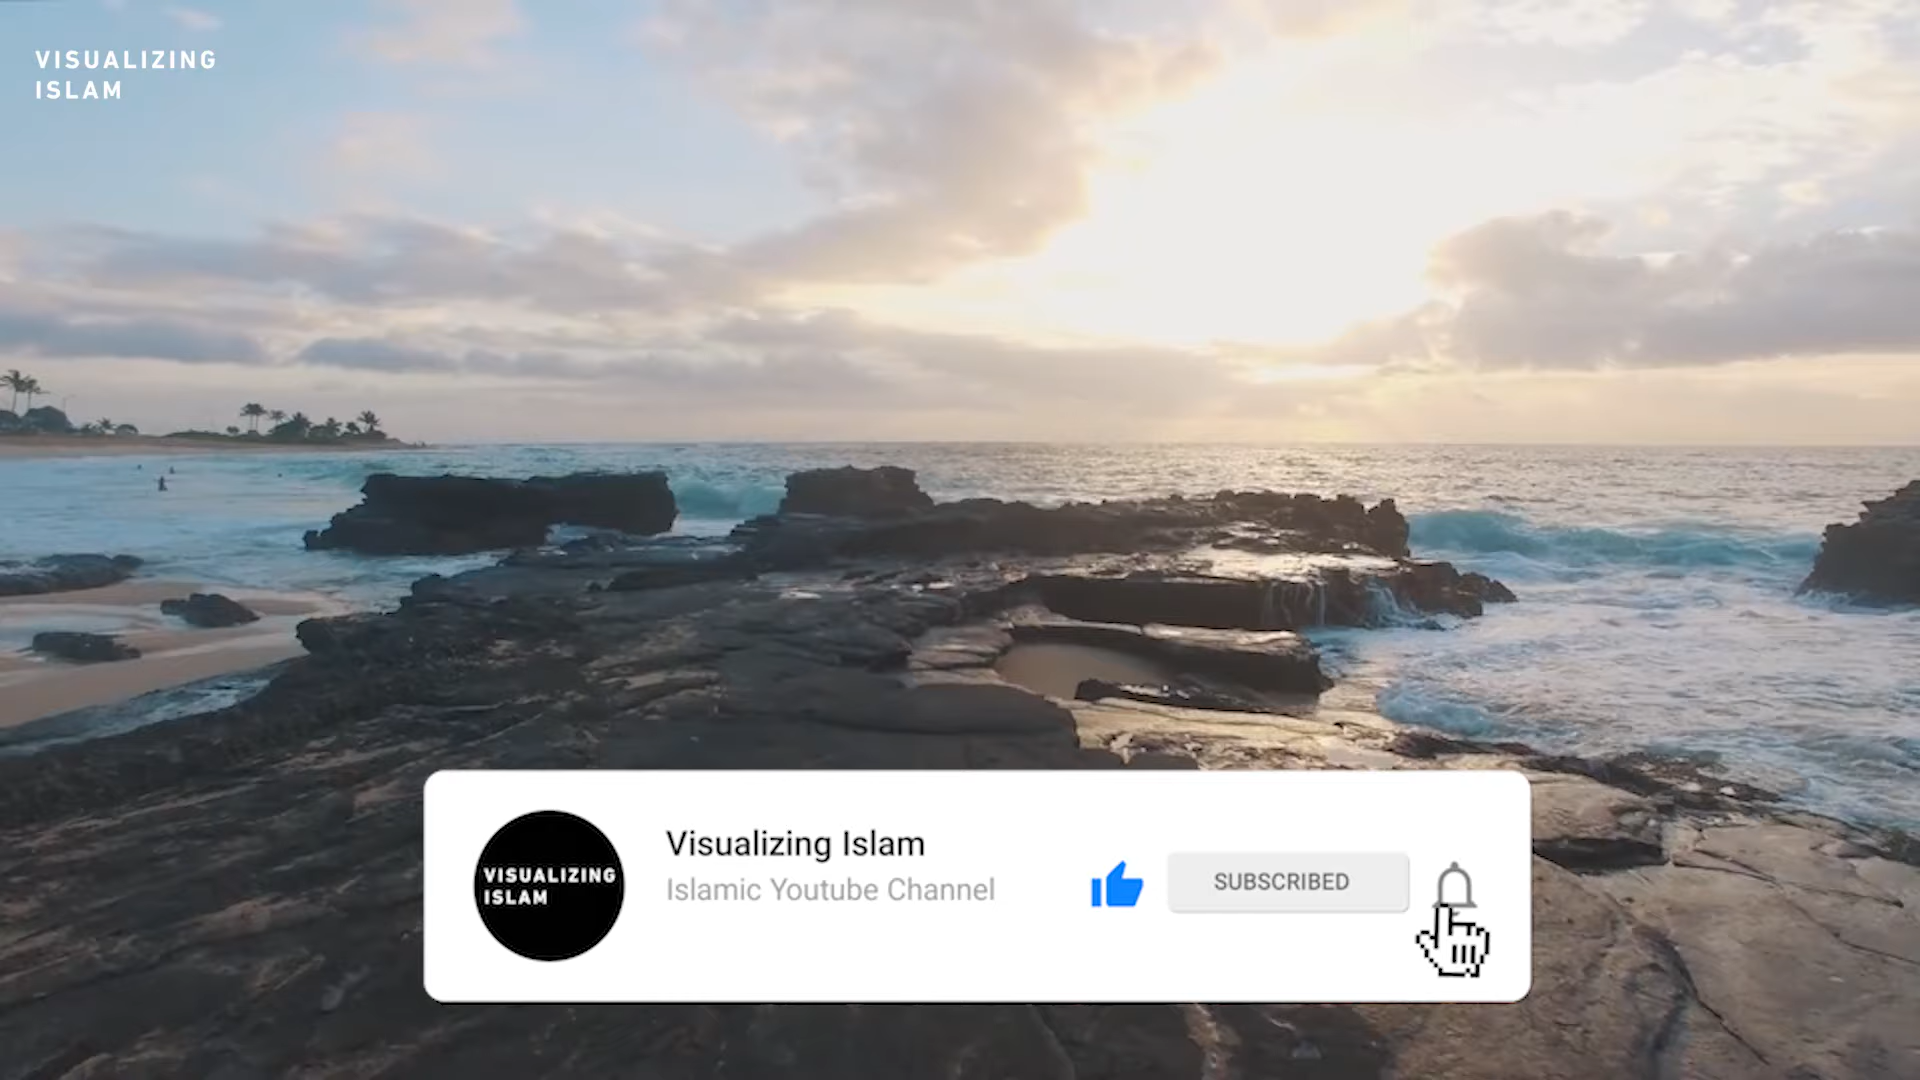 VISUALIZING
ISLAM
VISUALIZING
ISLAM
Visualizing Islam
Islamic Youtube Channel
SUBSCRIBED